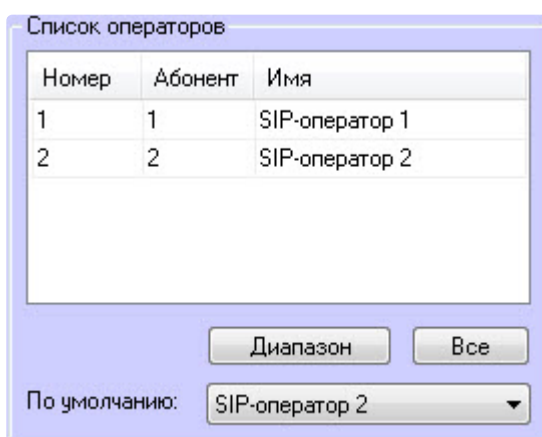 Список операторов
Номер Абонент Имя
1 1 SIP-оператор 1
2 2 SIP-оператор 2
Диапазон Все
По умолчанию: SIP-оператор 2